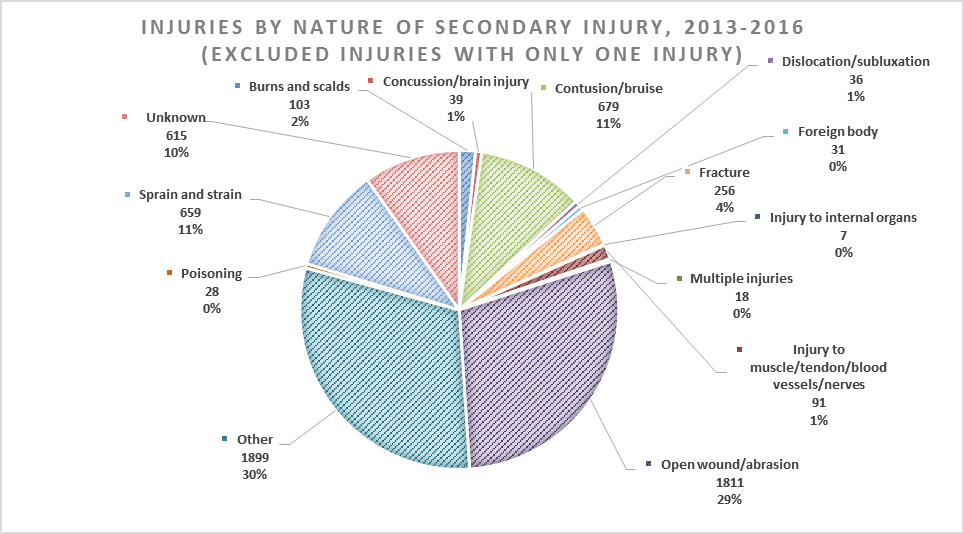 INJURIES BY NATURE OF SECONDARY INJURY, 2013-2016
(EXCLUDED INJURIES WITH ONLY ONE INJURY)
Burns and scalds
103
2%
Concussion/brain injury
39
1%
Contusion/bruise
679
11%
Dislocation/subluxation
36
1%
Foreign body
31
0%
Fracture
256
4%
Injury to internal organs
7
0%
Multiple injuries
18
0%
Injury to
muscle/tendon/blood
vessels/nerves
91
1%
Open wound/abrasion
1811
29%
Other
1899
30%
Poisoning
28
0%
Sprain and strain
659
11%
Unknown
615
10%